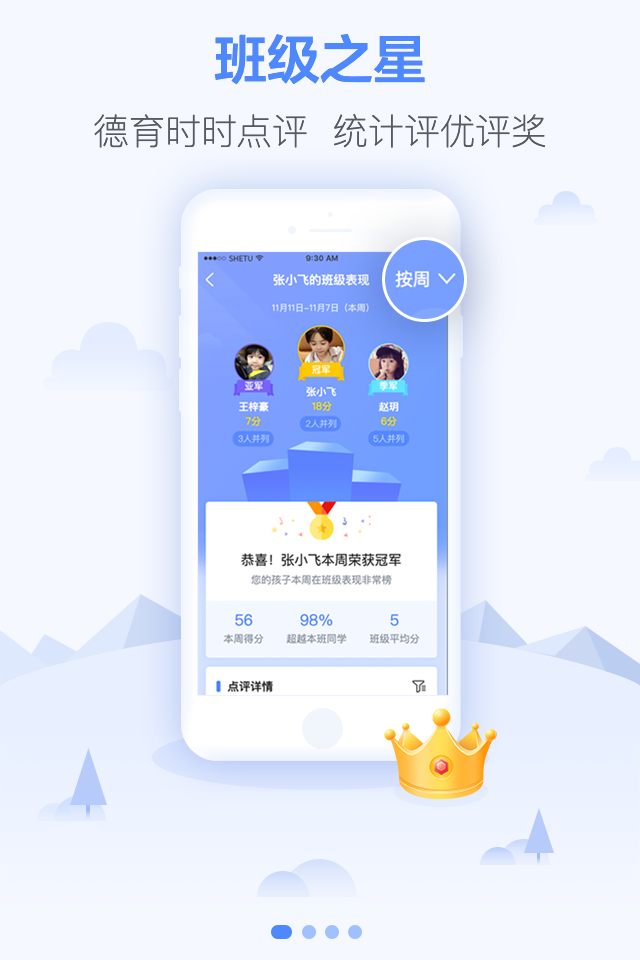 班级之星
德育时时点评 统计评优评奖
SHETU 9:30 AM
张小飞的班级表现
按周
11月11日-11月7日（本周）
亚军
冠军
季军
王梓豪
张小飞
赵玥
7分
18分
6分
3人并列
2人并列
5人并列
恭喜！张小飞本周荣获冠军
您的孩子本周在班级表现非常榜
56 98% 5
本周得分 超越本班同学 班级平均分
点评详情